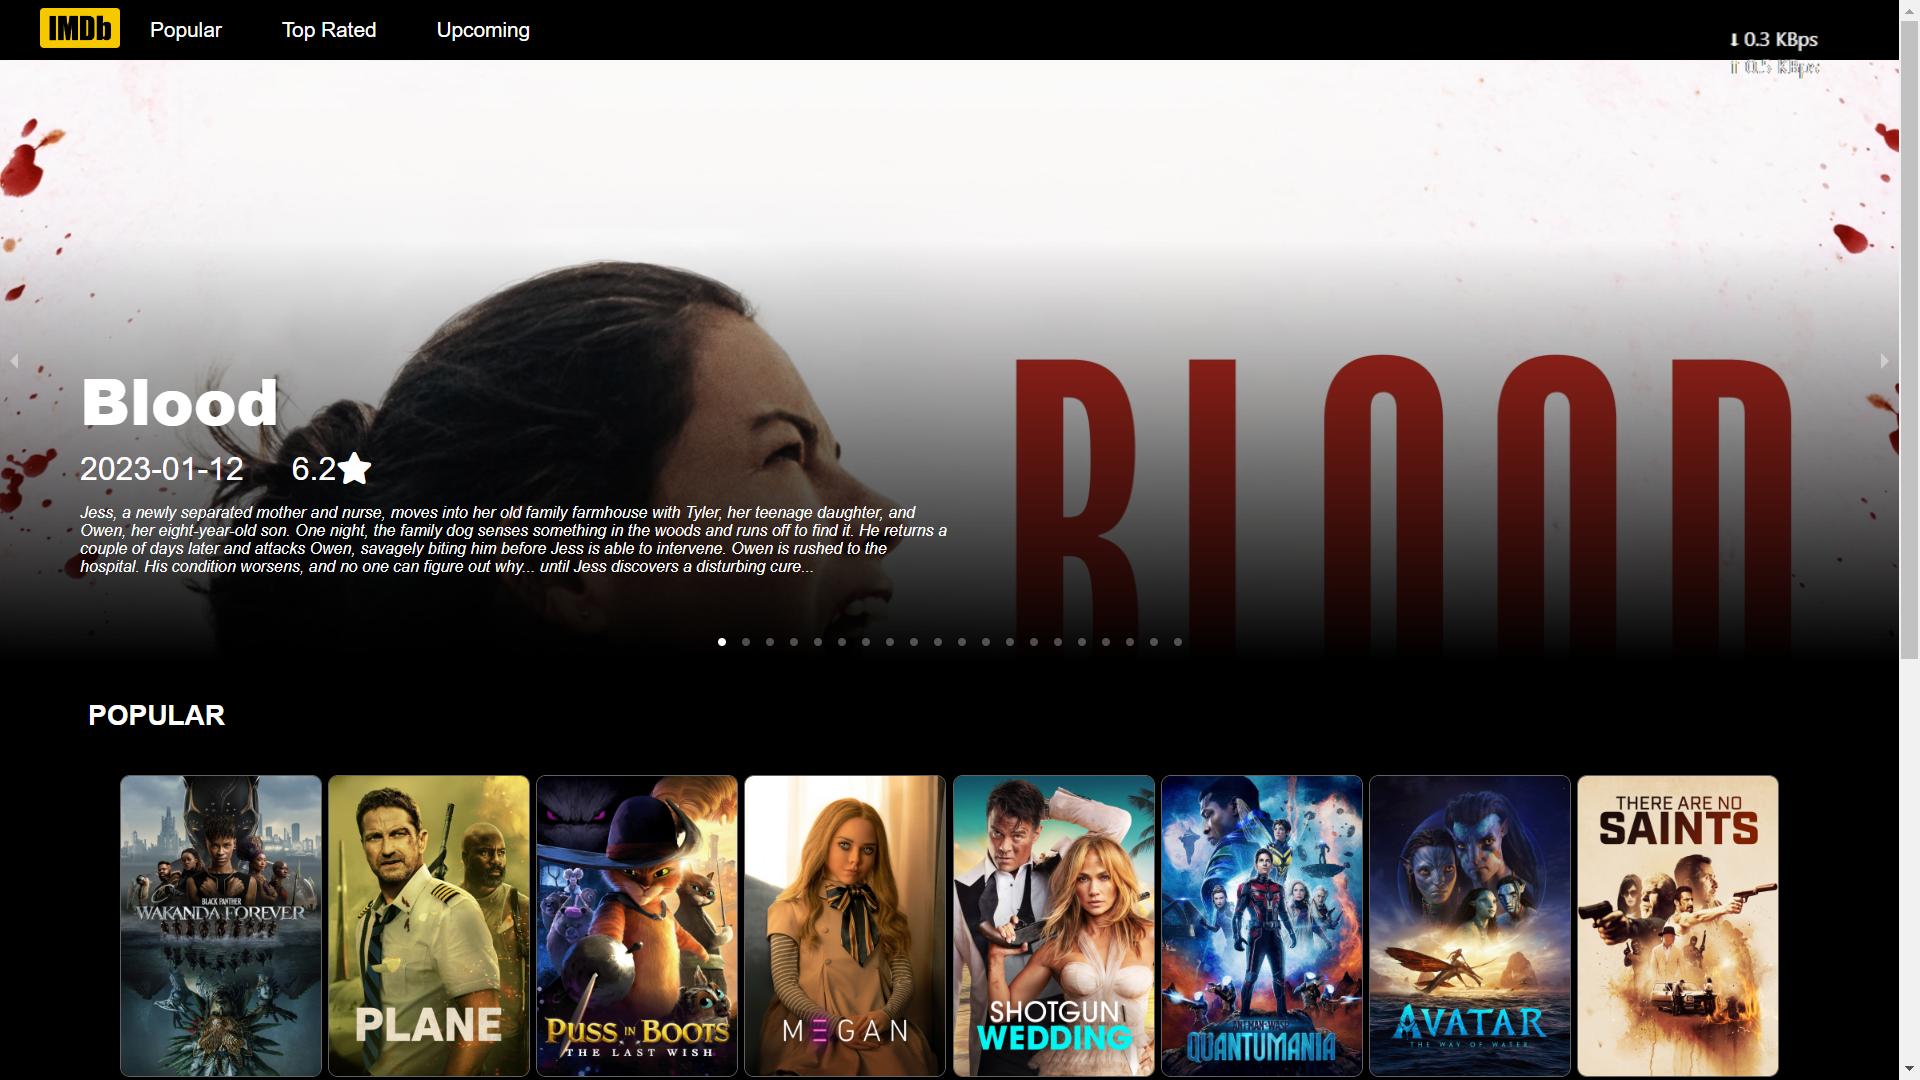 IMDb
Popular
Top Rated
Upcoming
⬇ 0.3 KBps
⬆ 0.5 KBps
BLOOD
Blood
2023-01-12 6.2★
Jess, a newly separated mother and nurse, moves into her old family farmhouse with Tyler, her teenage daughter, and
Owen, her eight-year-old son. One night, the family dog senses something in the woods and runs off to find it. He returns a
couple of days later and attacks Owen, savagely biting him before Jess is able to intervene. Owen is rushed to the
hospital. His condition worsens, and no one can figure out why... until Jess discovers a disturbing cure...
POPULAR
BLACK PANTHER
WAKANDA FOREVER
PLANE
PUSS IN BOOTS
THE LAST WISH
M3GAN
SHOTGUN
WEDDING
ANT-MAN AND THE WASP
QUANTUMANIA
AVATAR
THE WAY OF WATER
THERE ARE NO
SAINTS